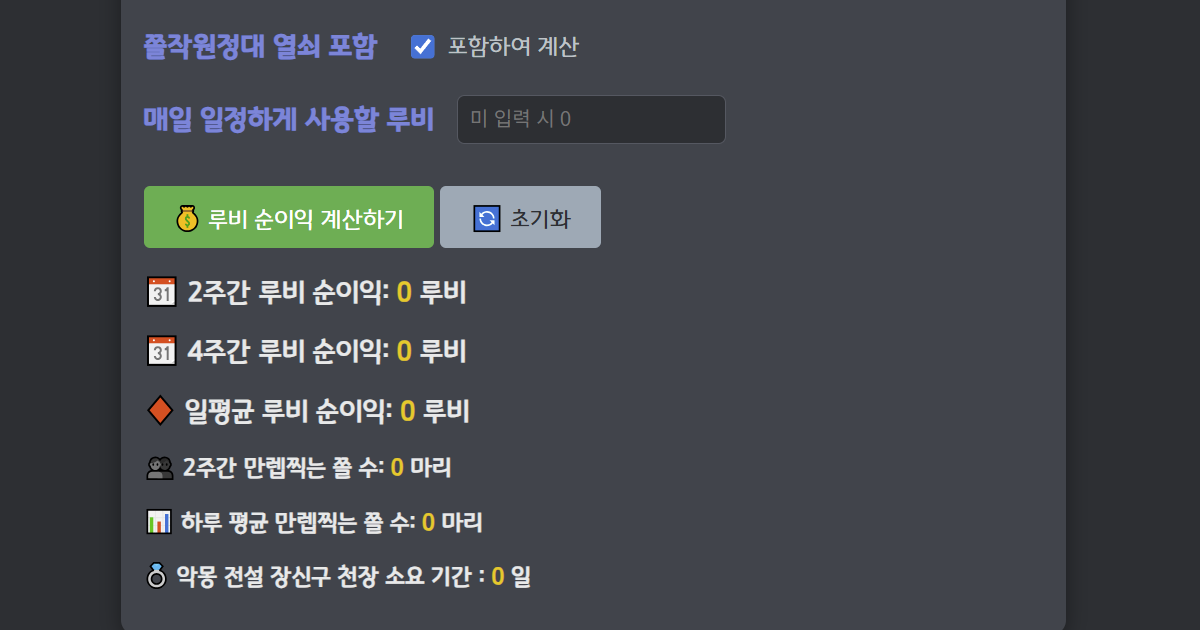 쫄작원정대 열쇠 포함 포함하여 계산
매일 일정하게 사용할 루비 미 입력 시 0
루비 순이익 계산하기 초기화
31 2주간 루비 순이익: 0 루비
31 4주간 루비 순이익: 0 루비
일평균 루비 순이익: 0 루비
2주간 만렙찍는 쫄 수: 0 마리
하루 평균 만렙찍는 쫄 수: 0 마리
악몽 전설 장신구 천장 소요 기간 : 0 일